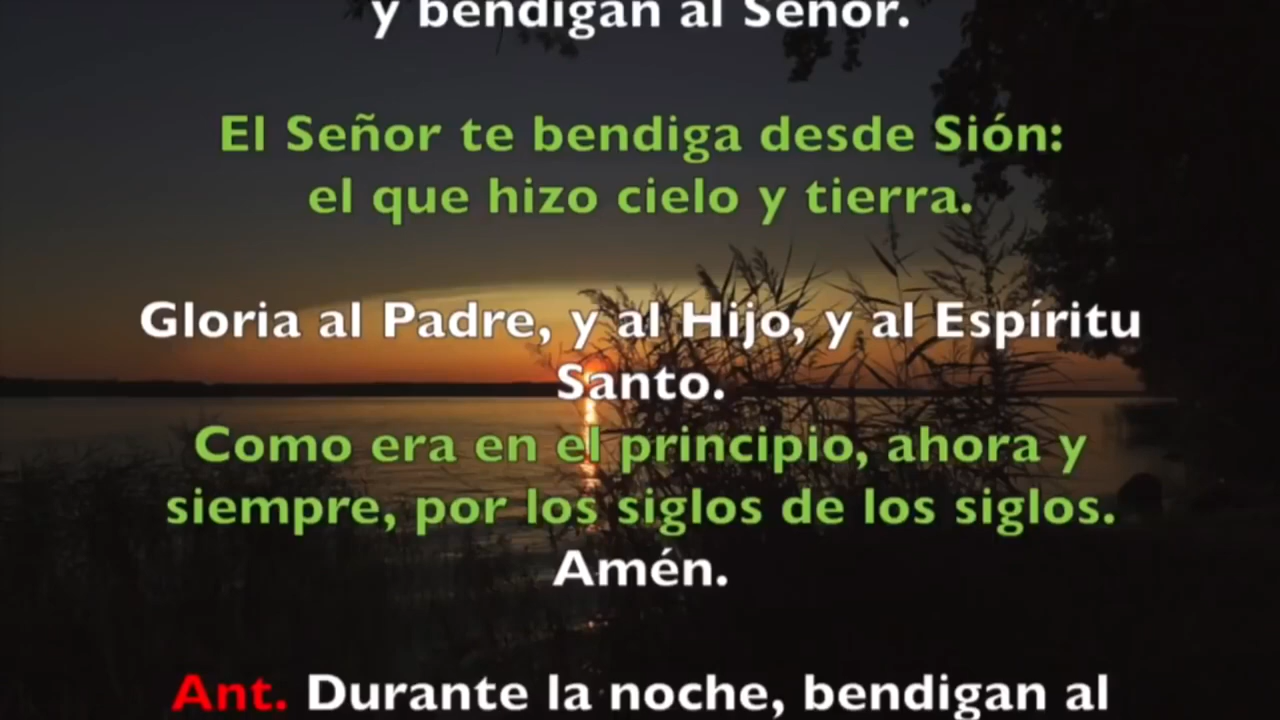 y bendigan al Señor.
El Señor te bendiga desde Sión:
el que hizo cielo y tierra.
Gloria al Padre, y al Hijo, y al Espíritu
Santo.
Como era en el principio, ahora y
siempre, por los siglos de los siglos.
Amén.
Ant. Durante la noche, bendigan al